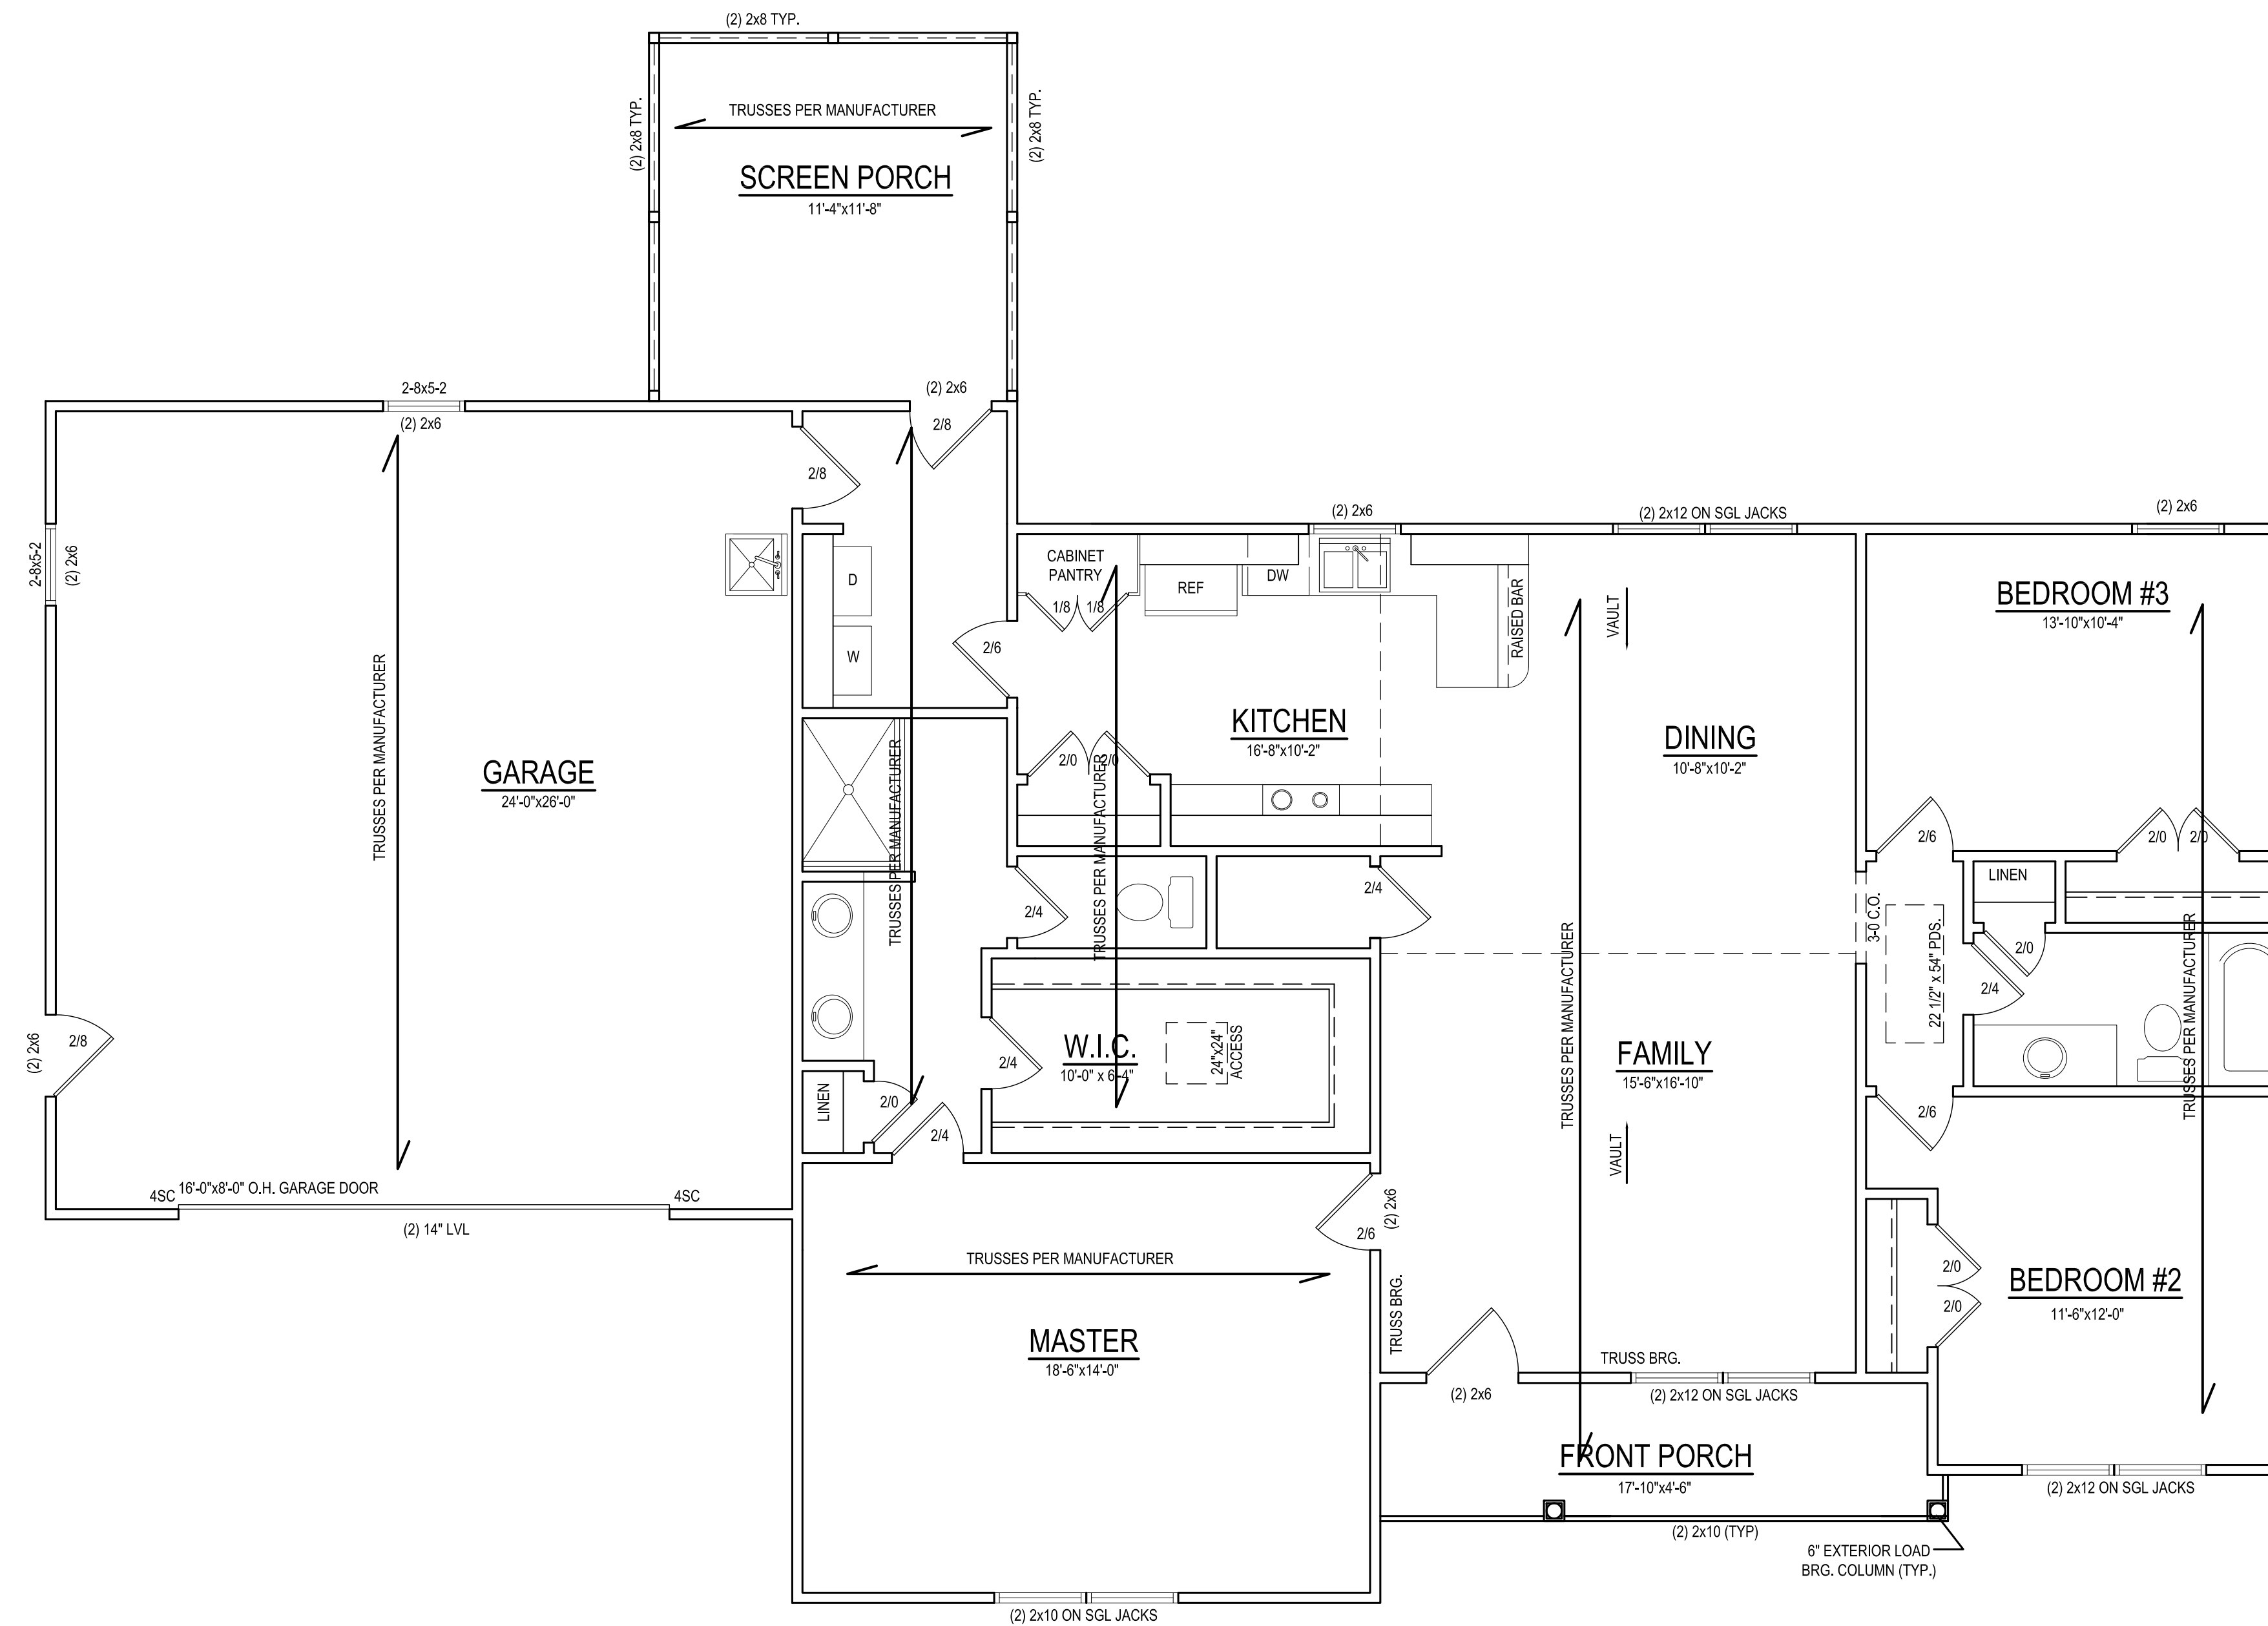 (2) 2x8 TYP.
(2) 2x8 TYP.
(2) 2x8 TYP.
TRUSSES PER MANUFACTURER
SCREEN PORCH
11'-4"x11'-8"
2-8x5-2
(2) 2x6
(2) 2x6
2/8
2/8
2-8x5-2
(2) 2x6
TRUSSES PER MANUFACTURER
GARAGE
24'-0"x26'-0"
(2) 2x6
2/8
4SC
16'-0"x8'-0" O.H. GARAGE DOOR
4SC
(2) 14" LVL
D
W
2/6
TRUSSES PER MANUFACTURER
LINEN
2/0
2/4
2/4
2/4
CABINET
PANTRY
1/8
1/8
REF
DW
(2) 2x6
RAISED BAR
KITCHEN
16'-8"x10'-2"
2/0
2/0
TRUSSES PER MANUFACTURER
2/4
W.I.C.
10'-0" x 6'-4"
24"x24"
ACCESS
(2) 2x12 ON SGL JACKS
VAULT
DINING
10'-8"x10'-2"
TRUSSES PER MANUFACTURER
FAMILY
15'-6"x16'-10"
VAULT
2/6
(2) 2x6
TRUSS BRG.
TRUSSES PER MANUFACTURER
MASTER
18'-6"x14'-0"
(2) 2x10 ON SGL JACKS
TRUSS BRG.
(2) 2x6
(2) 2x12 ON SGL JACKS
FRONT PORCH
17'-10"x4'-6"
(2) 2x10 (TYP)
6" EXTERIOR LOAD
BRG. COLUMN (TYP.)
(2) 2x6
BEDROOM #3
13'-10"x10'-4"
2/6
2/0
2/0
LINEN
3-0 C.O.
22 1/2" x 54" PDS.
2/0
2/4
TRUSSES PER MANUFACTURER
2/6
2/0
2/0
BEDROOM #2
11'-6"x12'-0"
(2) 2x12 ON SGL JACKS